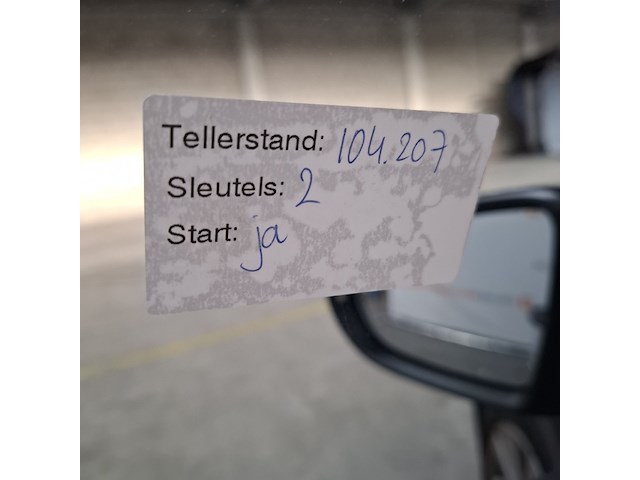 Tellerstand: 104.207
Sleutels: 2
Start: ja